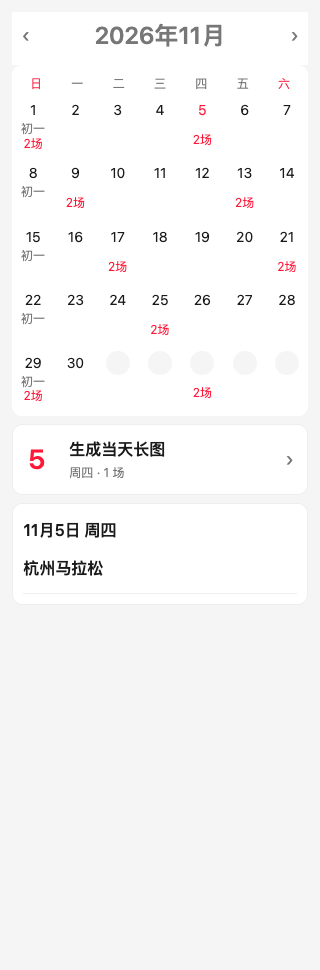 ‹ 2026年11月 ›
日 一 二 三 四 五 六
1 2 3 4 5 6 7
初一
2场 2场
8 9 10 11 12 13 14
初一
2场 2场
15 16 17 18 19 20 21
初一
2场 2场
22 23 24 25 26 27 28
初一
2场
29 30
初一
2场 2场
5 生成当天长图 ›
周四 · 1 场
11月5日 周四
杭州马拉松